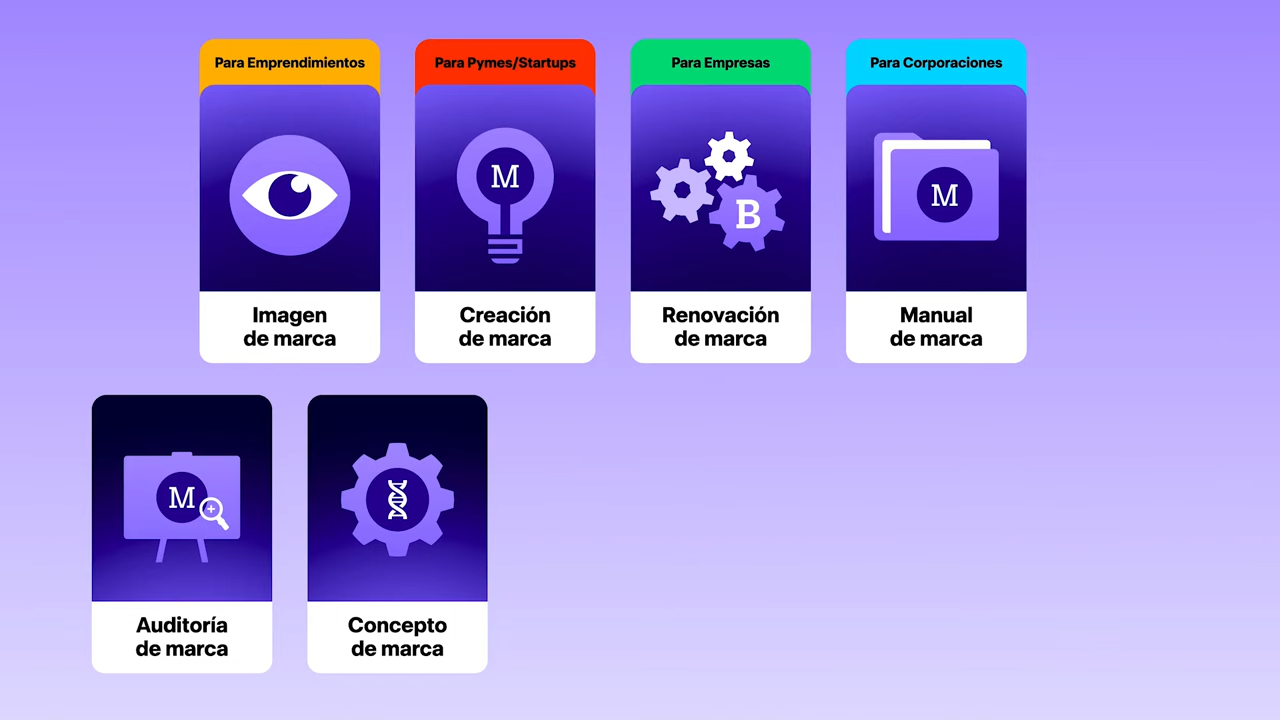 Para Emprendimientos
Para Pymes/Startups
Para Empresas
Para Corporaciones
M
B
M
Imagen
de marca
Creación
de marca
Renovación
de marca
Manual
de marca
M
Auditoría
de marca
Concepto
de marca